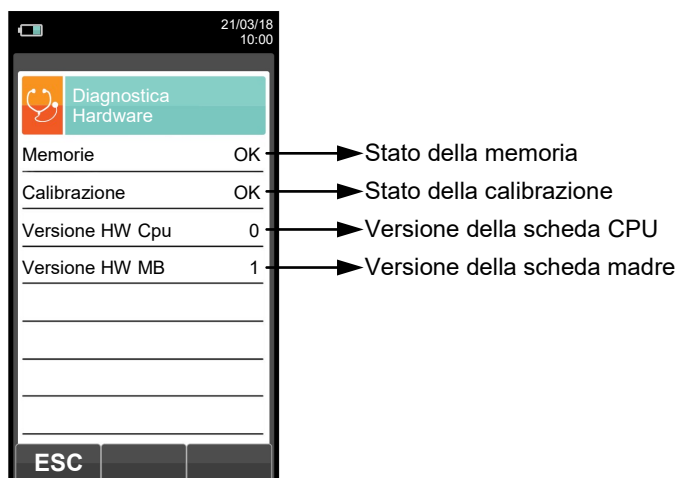 21/03/18
10:00
Diagnostica
Hardware
Memorie OK Stato della memoria
Calibrazione OK Stato della calibrazione
Versione HW Cpu 0 Versione della scheda CPU
Versione HW MB 1 Versione della scheda madre
ESC